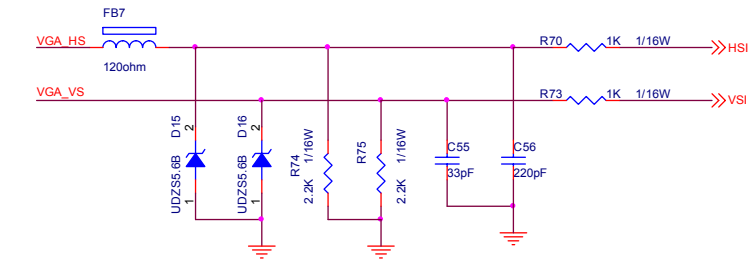 FB7
VGA_HS
120ohm
R70
1K
1/16W
HSI
VGA_VS
R73
1K
1/16W
VSI
D15
2
UDZS5.6B
1
D16
2
UDZS5.6B
1
R74
2.2K 1/16W
R75
2.2K 1/16W
C55
33pF
C56
220pF